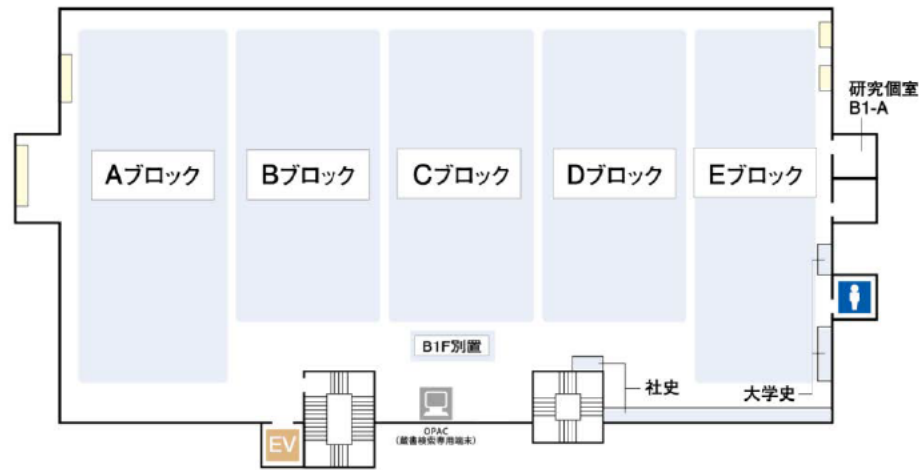 研究個室
B1-A
Aブロック
Bブロック
Cブロック
Dブロック
Eブロック
B1F別置
社史
大学史
OPAC
(蔵書検索専用端末)
EV